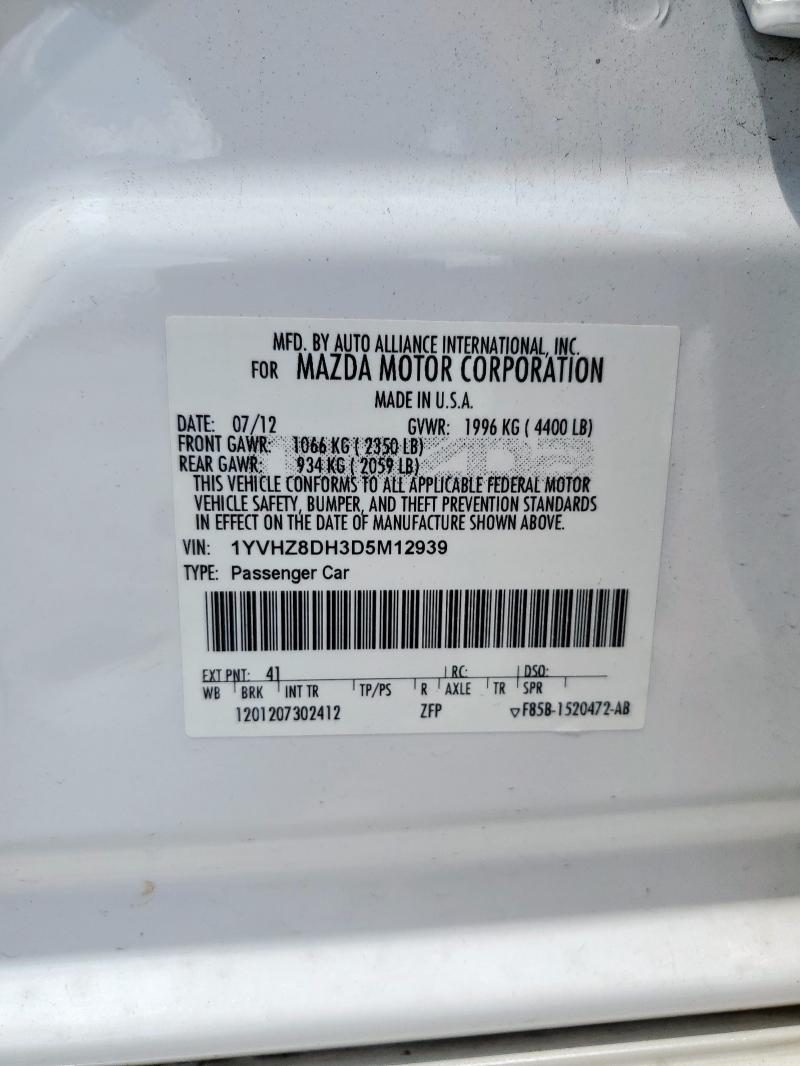 MFD. BY AUTO ALLIANCE INTERNATIONAL, INC.
FOR MAZDA MOTOR CORPORATION
MADE IN U.S.A.
DATE: 07/12 GVWR: 1996 KG ( 4400 LB)
FRONT GAWR: 1066 KG ( 2350 LB)
REAR GAWR: 934 KG ( 2059 LB)
THIS VEHICLE CONFORMS TO ALL APPLICABLE FEDERAL MOTOR
VEHICLE SAFETY, BUMPER, AND THEFT PREVENTION STANDARDS
IN EFFECT ON THE DATE OF MANUFACTURE SHOWN ABOVE.
VIN: 1YVHZ8DH3D5M12939
TYPE: Passenger Car
EXT PNT: 41 RC: DSO:
WB BRK INT TR TP/PS R AXLE TR SPR
1201207302412 ZFP ▽F85B-1520472-AB